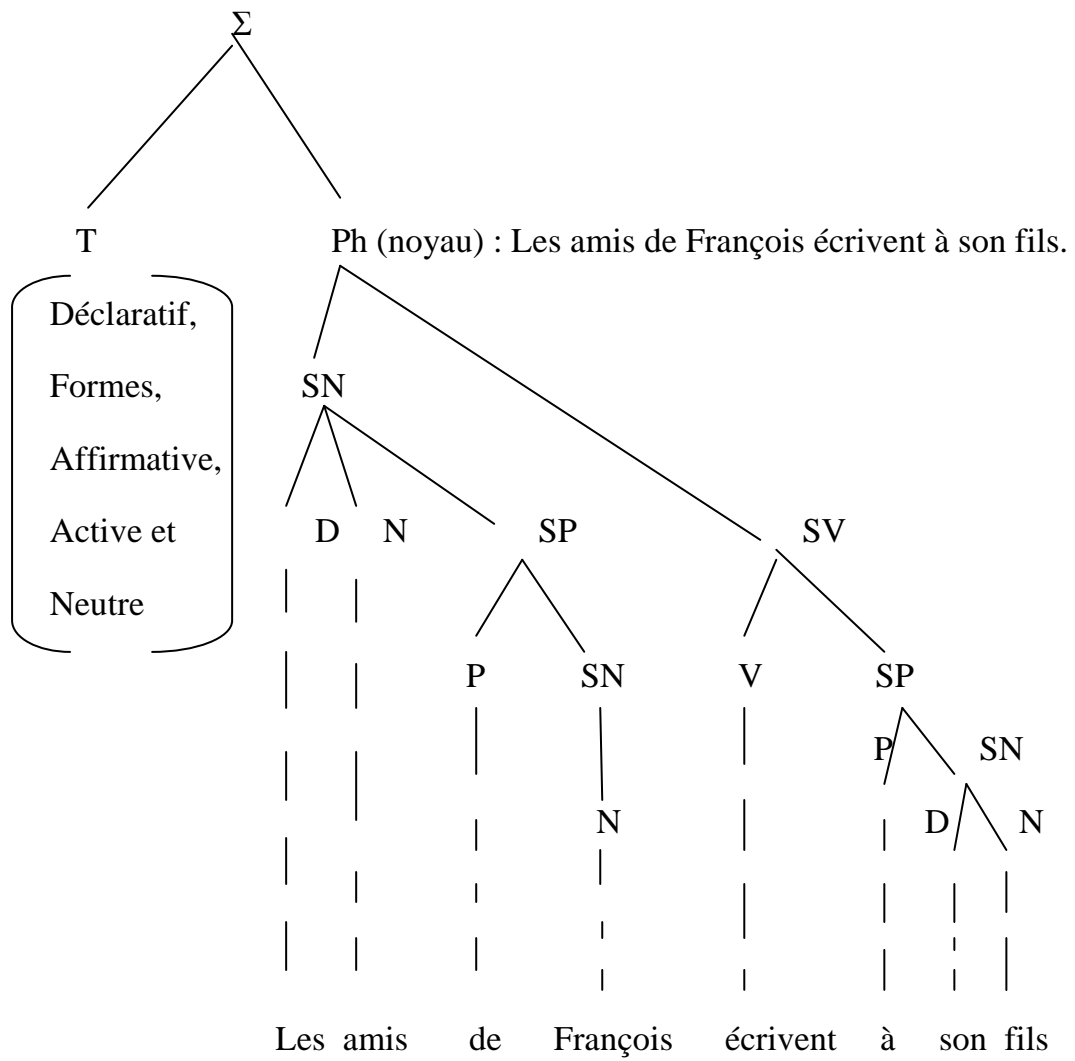 Σ
T Ph (noyau) : Les amis de François écrivent à son fils.
Déclaratif,
Formes, SN
Affirmative,
Active et D N SP SV
Neutre
P SN V SP
P SN
N D N
Les amis de François écrivent à son fils